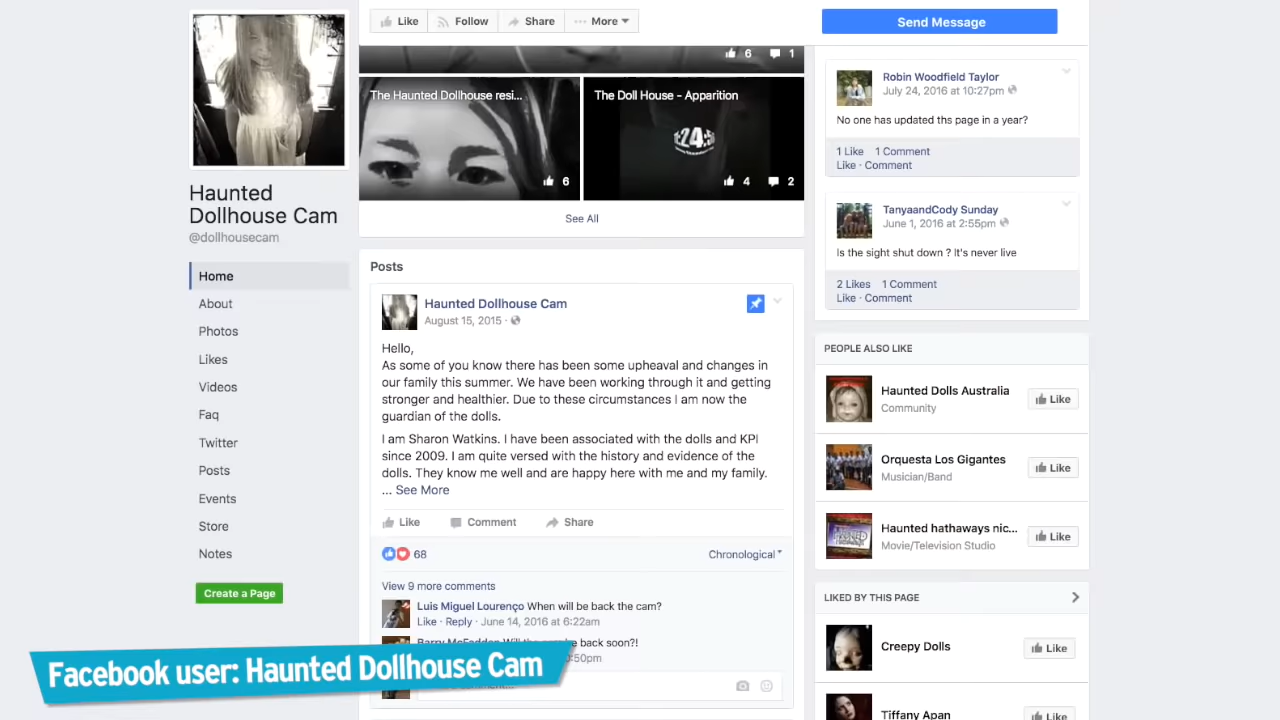 Like
Follow
Share
More
Send Message
6
1
The Haunted Dollhouse resi...
6
The Doll House - Apparition
4
2
See All
Haunted
Dollhouse Cam
@dollhousecam
Home
About
Photos
Likes
Videos
Faq
Twitter
Posts
Events
Store
Notes
Create a Page
Posts
Haunted Dollhouse Cam
August 15, 2015
Hello,
As some of you know there has been some upheaval and changes in
our family this summer. We have been working through it and getting
stronger and healthier. Due to these circumstances I am now the
guardian of the dolls.
I am Sharon Watkins. I have been associated with the dolls and KPI
since 2009. I am quite versed with the history and evidence of the
dolls. They know me well and are happy here with me and my family.
... See More
Like Comment Share
68
Chronological
View 9 more comments
Luis Miguel Lourenço When will be back the cam?
Like · Reply · June 14, 2016 at 6:22am
back soon?!
Robin Woodfield Taylor
July 24, 2016 at 10:27pm
No one has updated ths page in a year?
1 Like 1 Comment
Like · Comment
TanyaandCody Sunday
June 1, 2016 at 2:55pm
Is the sight shut down ? It's never live
2 Likes 1 Comment
Like · Comment
PEOPLE ALSO LIKE
Haunted Dolls Australia
Community
Like
Orquesta Los Gigantes
Musician/Band
Like
Haunted hathaways nic...
Movie/Television Studio
Like
LIKED BY THIS PAGE
Creepy Dolls
Like
Tiffany Apan
Like
Facebook user: Haunted Dollhouse Cam